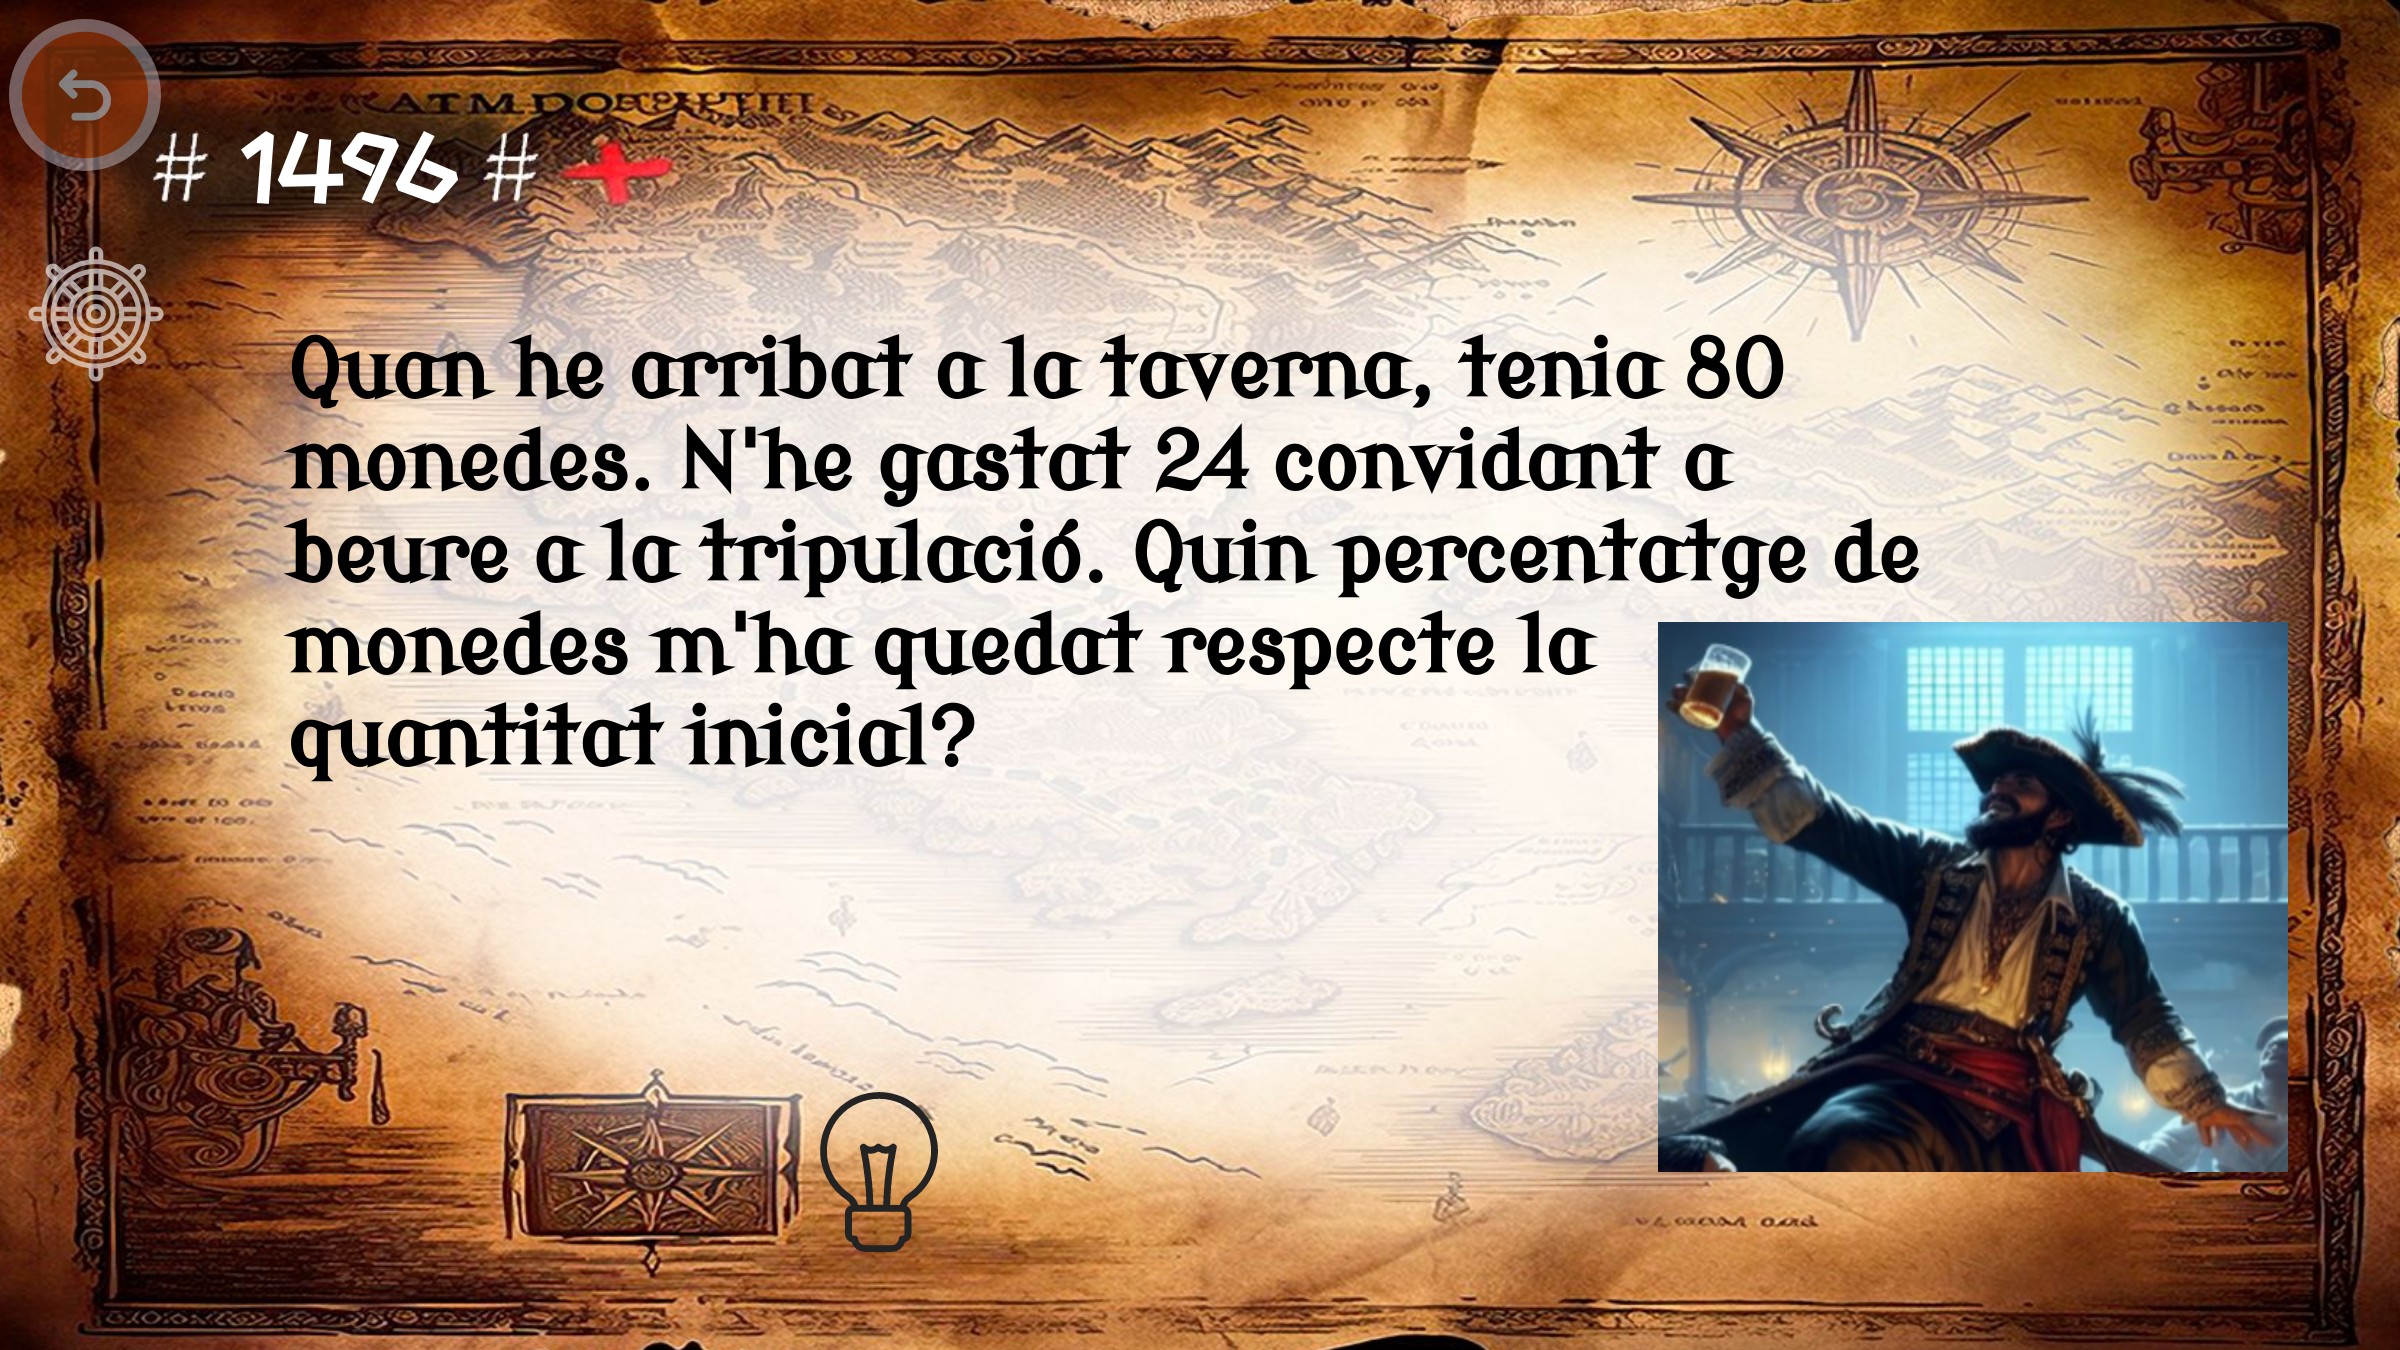 # 1496 #
Quan he arribat a la taverna, tenia 80
monedes. N'he gastat 24 convidant a
beure a la tripulació. Quin percentatge de
monedes m'ha quedat respecte la
quantitat inicial?